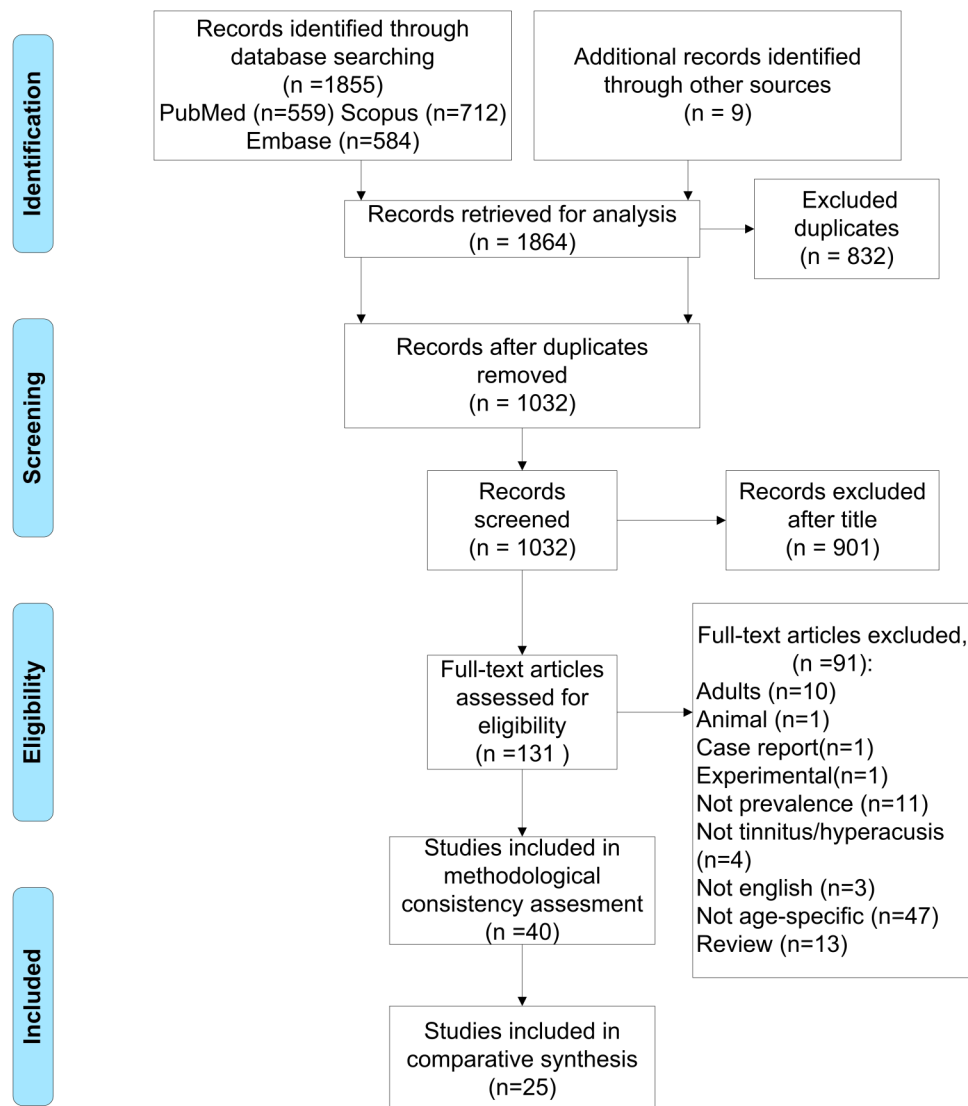 Identification
Records identified through
database searching
(n =1855)
PubMed (n=559) Scopus (n=712)
Embase (n=584)
Additional records identified
through other sources
(n = 9)
Records retrieved for analysis
(n = 1864)
Excluded
duplicates
(n = 832)
Screening
Records after duplicates
removed
(n = 1032)
Records
screened
(n = 1032)
Records excluded
after title
(n = 901)
Eligibility
Full-text articles
assessed for
eligibility
(n =131 )
Full-text articles excluded,
(n =91):
Adults (n=10)
Animal (n=1)
Case report(n=1)
Experimental(n=1)
Not prevalence (n=11)
Not tinnitus/hyperacusis
(n=4)
Not english (n=3)
Not age-specific (n=47)
Review (n=13)
Included
Studies included in
methodological
consistency assesment
(n =40)
Studies included in
comparative synthesis
(n=25)